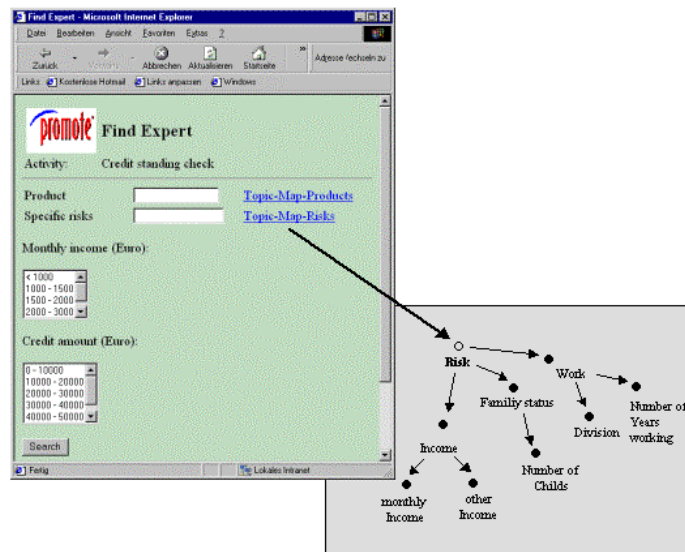 Find Expert - Microsoft Internet Explorer
Datei Bearbeiten Ansicht Favoriten Extras ?
Zurück Vorwärts Abbrechen Aktualisieren Startseite » Adresse
Links Kostenlose Hotmail Links anpassen Windows
promote Find Expert
Activity: Credit standing check
Product Topic-Map-Products
Specific risks Topic-Map-Risks
Monthly income (Euro):
< 1000
1000 - 1500
1500 - 2000
2000 - 3000
Credit amount (Euro):
0 - 10000
10000 - 20000
20000 - 30000
30000 - 40000
40000 - 50000
Search
Fertig Lokales Intranet
Risk
Work
Familiy status
Number of
Years
working
Division
Income
Number of
Childs
monthly
Income
other
Income